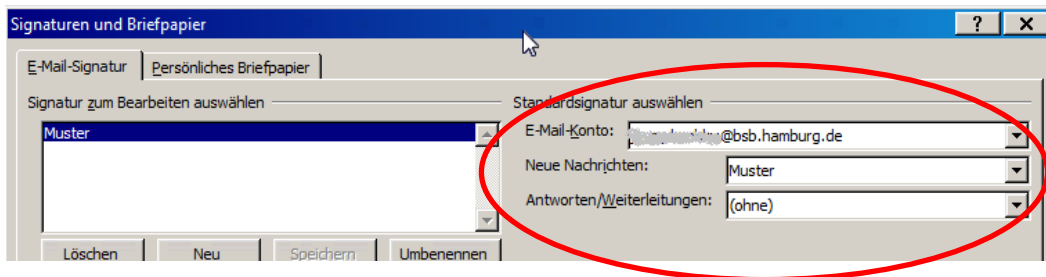 Signaturen und Briefpapier
E-Mail-Signatur Persönliches Briefpapier
Signatur zum Bearbeiten auswählen
Muster
Löschen Neu Speichern Umbenennen
Standardsignatur auswählen
E-Mail-Konto: @bsb.hamburg.de
Neue Nachrichten: Muster
Antworten/Weiterleitungen: (ohne)